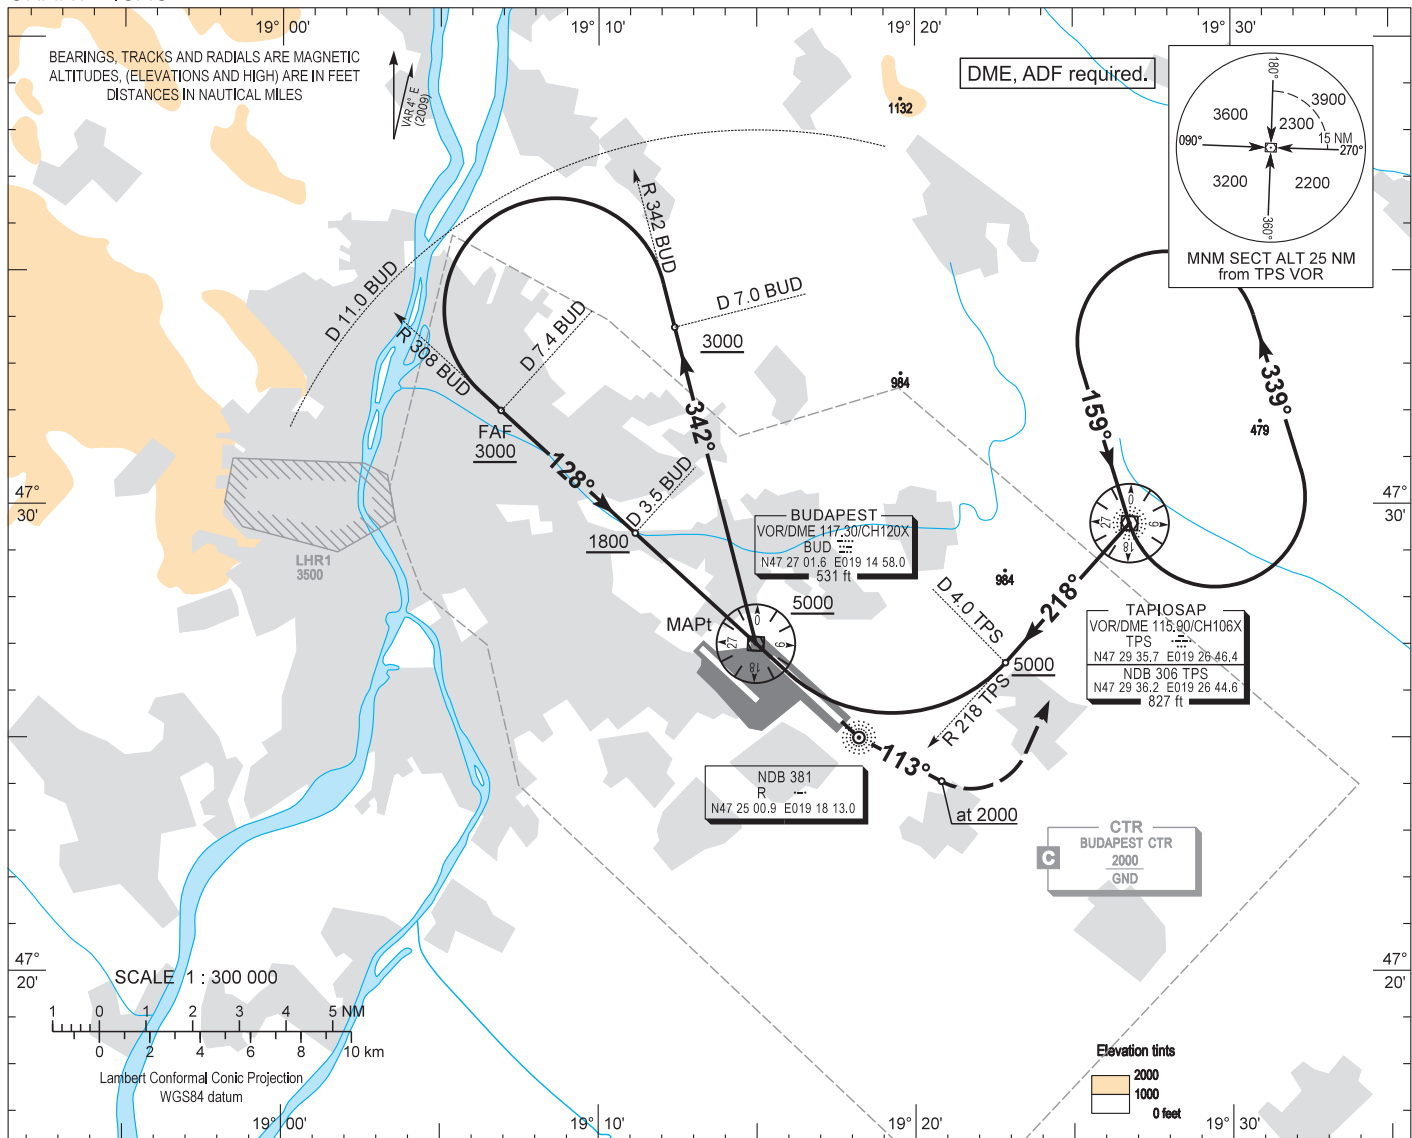 19° 00'
19° 10'
19° 20'
19° 30'
BEARINGS, TRACKS AND RADIALS ARE MAGNETIC
ALTITUDES, (ELEVATIONS AND HIGH) ARE IN FEET
DISTANCES IN NAUTICAL MILES
VAR 4° E
(2009)
DME, ADF required.
1132
180°
3600
3900
2300
15 NM
090°
270°
3200
2200
360°
MNM SECT ALT 25 NM
from TPS VOR
D 11.0 BUD
R 342 BUD
D 7.0 BUD
3000
R 308 BUD
D 7.4 BUD
FAF
3000
342°
128°
D 3.5 BUD
1800
984
159°
339°
479
47°
30'
47°
30'
LHR1
3500
BUDAPEST
VOR/DME 117.30/CH120X
BUD
N47 27 01.6 E019 14 58.0
531 ft
5000
MAPt
0
9
18
27
0
9
18
27
984
D 4.0 TPS
218°
5000
R 218 TPS
TAPIOSAP
VOR/DME 115.90/CH106X
TPS
N47 29 35.7 E019 26 46.4
NDB 306 TPS
N47 29 36.2 E019 26 44.6
827 ft
113°
at 2000
NDB 381
R
N47 25 00.9 E019 18 13.0
CTR
BUDAPEST CTR
C
2000
GND
47°
20'
47°
20'
SCALE 1 : 300 000
1 0 1 2 3 4 5 NM
0 2 4 6 8 10 km
Lambert Conformal Conic Projection
WGS84 datum
Elevation tints
2000
1000
0 feet
19° 00'
19° 10'
19° 20'
19° 30'